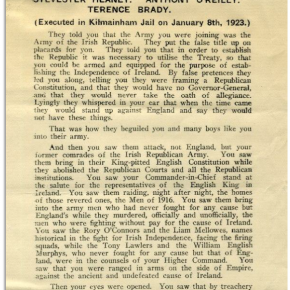 SYLVESTER HEANEY. ANTHONY O'REILLY.
TERENCE BRADY.
(Executed in Kilmainham Jail on January 8th, 1923.)
They told you that the Army you were joining was the
Army of the Irish Republic. They put the false title up on
placards for you. They told you that in order to establish
the Republic it was necessary to utilise the Treaty, so that
you could be armed and equipped for the purpose of estab-
lishing the Independence of Ireland. By false pretences they
led you along, telling you they were framing a Republican
Constitution, and that they would have no Governor-General,
and that they would never take the oath of allegiance.
Lyingly they whispered in your ear that when the time came
they would stand up against England and say they would
not have these things.
That was how they beguiled you and many boys like you
into their army.
And then you saw them attack, not England, but your
former comrades of the Irish Republican Army. You saw
them bring in their King-pitted English Constitution while
they abolished the Republican Courts and all the Republican
institutions. You saw your Commander-in-Chief stand at
the salute for the representatives of the English King in
Ireland. You saw them raiding, night after night, the homes
of those revered ones, the Men of 1916. You saw them bring
into the army men who had never fought for any cause but
England's while they murdered, officially and unofficially, the
men who were fighting without pay for the cause of Ireland.
You saw the Rory O'Connors and the Liam Mellowes, names
historical in the fight for Irish Independence, facing the firing
squads, while the Tony Lawlors and the William English
Murphys, who never fought for any cause but that of Eng-
land, were in the counsels of your Higher Command. You
saw that you were ranged in arms on the side of Empire,
against the ancient and undefeated cause of Ireland.
Then your eyes were opened. You saw that by treachery